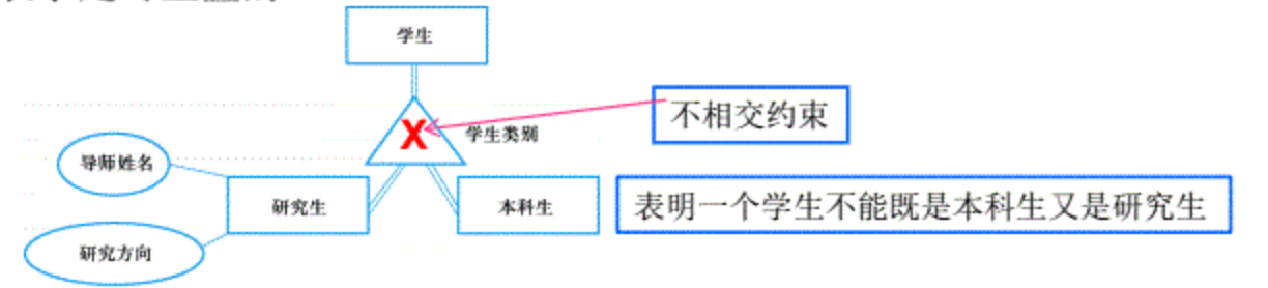 学生
X
不相交约束
学生类别
导师姓名
研究生
本科生
表明一个学生不能既是本科生又是研究生
研究方向